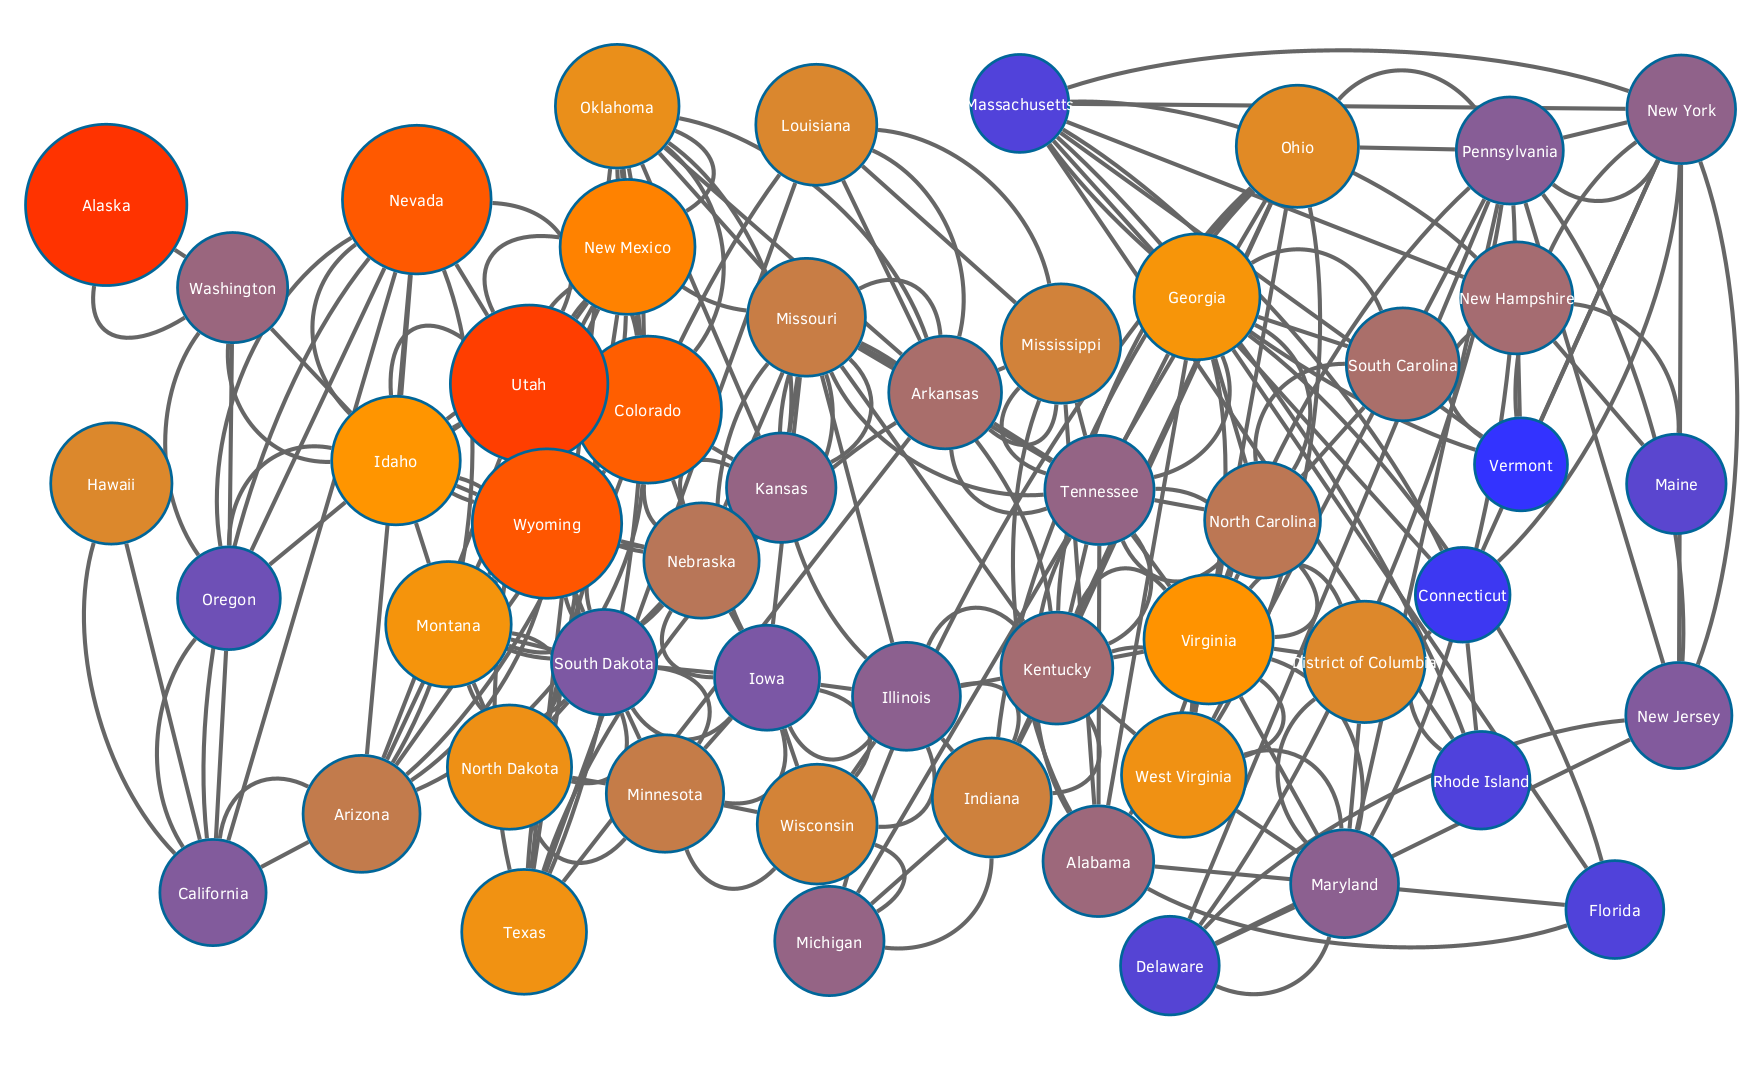 Massachusetts
Oklahoma
Louisiana
New York
Ohio
Pennsylvania
Alaska
Nevada
New Mexico
Washington
Georgia
New Hampshire
Missouri
Mississippi
South Carolina
Utah
Colorado
Arkansas
Idaho
Vermont
Hawaii
Kansas
Tennessee
Maine
Wyoming
North Carolina
Nebraska
Oregon
Connecticut
Montana
Virginia
South Dakota
District of Columbia
Kentucky
Iowa
Illinois
New Jersey
North Dakota
West Virginia
Rhode Island
Minnesota
Indiana
Arizona
Wisconsin
Alabama
Maryland
California
Florida
Texas
Michigan
Delaware